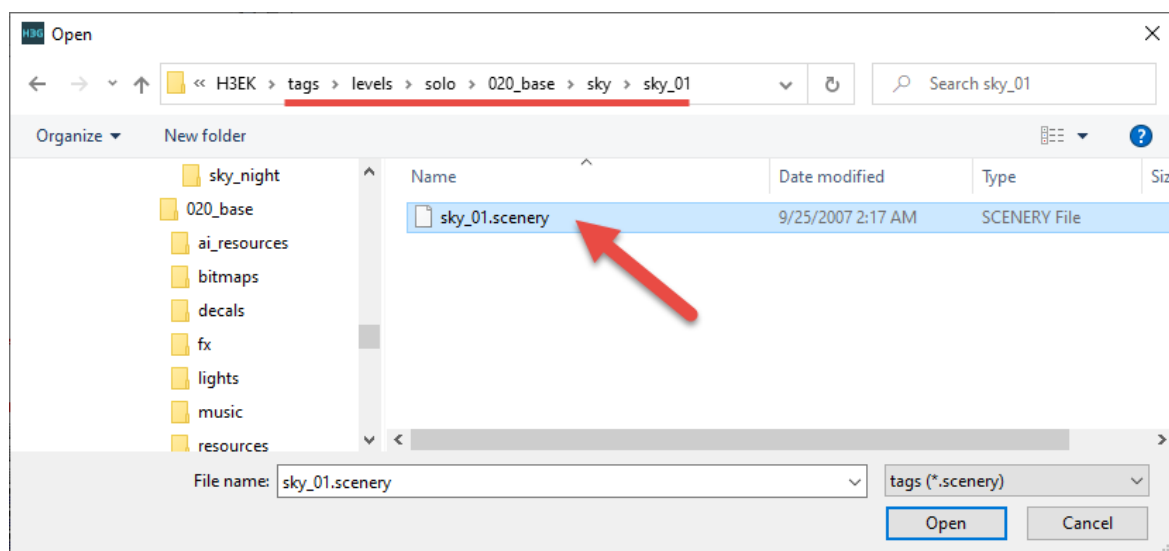 H3G Open
« H3EK > tags > levels > solo > 020_base > sky > sky_01
Search sky_01
Organize New folder ?
Name Date modified Type Siz
sky_night
020_base
sky_01.scenery 9/25/2007 2:17 AM SCENERY File
ai_resources
bitmaps
decals
fx
lights
music
resources
File name: sky_01.scenery tags (*.scenery)
Open Cancel